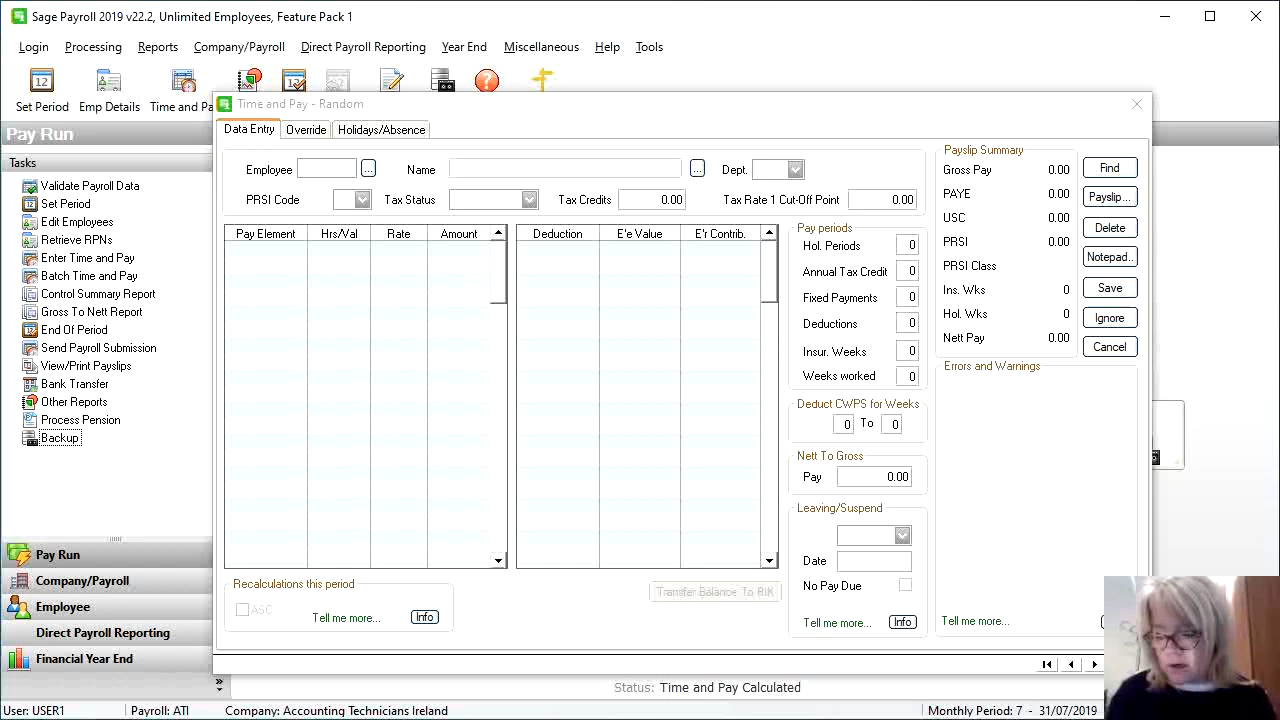 Sage Payroll 2019 v22.2, Unlimited Employees, Feature Pack 1
Login Processing Reports Company/Payroll Direct Payroll Reporting Year End Miscellaneous Help Tools
12
Set Period Emp Details Time and Pa
Time and Pay - Random
Pay Run
Tasks
Validate Payroll Data
Set Period
Edit Employees
Retrieve RPNs
Enter Time and Pay
Batch Time and Pay
Control Summary Report
Gross To Nett Report
End Of Period
Send Payroll Submission
View/Print Payslips
Bank Transfer
Other Reports
Process Pension
Backup
Pay Run
Company/Payroll
Employee
Direct Payroll Reporting
Financial Year End
Data Entry Override Holidays/Absence
Employee ... Name ... Dept.
PRSI Code Tax Status Tax Credits 0.00 Tax Rate 1 Cut-Off Point 0.00
Pay Element Hrs/Val Rate Amount
Deduction E'e Value E'r Contrib.
Pay periods
Hol. Periods 0
Annual Tax Credit 0
Fixed Payments 0
Deductions 0
Insur. Weeks 0
Weeks worked 0
Deduct CWPS for Weeks
0 To 0
Nett To Gross
Pay 0.00
Leaving/Suspend
Date
No Pay Due
Tell me more... Info
Recalculations this period
ASC
Tell me more... Info
Transfer Balance To RIK
Payslip Summary
Gross Pay 0.00
PAYE 0.00
USC 0.00
PRSI 0.00
PRSI Class
Ins. Wks 0
Hol. Wks 0
Nett Pay 0.00
Find
Payslip...
Delete
Notepad..
Save
Ignore
Cancel
Errors and Warnings
Tell me more...
Status: Time and Pay Calculated
User: USER1 Payroll: ATI Company: Accounting Technicians Ireland Monthly Period: 7 - 31/07/2019